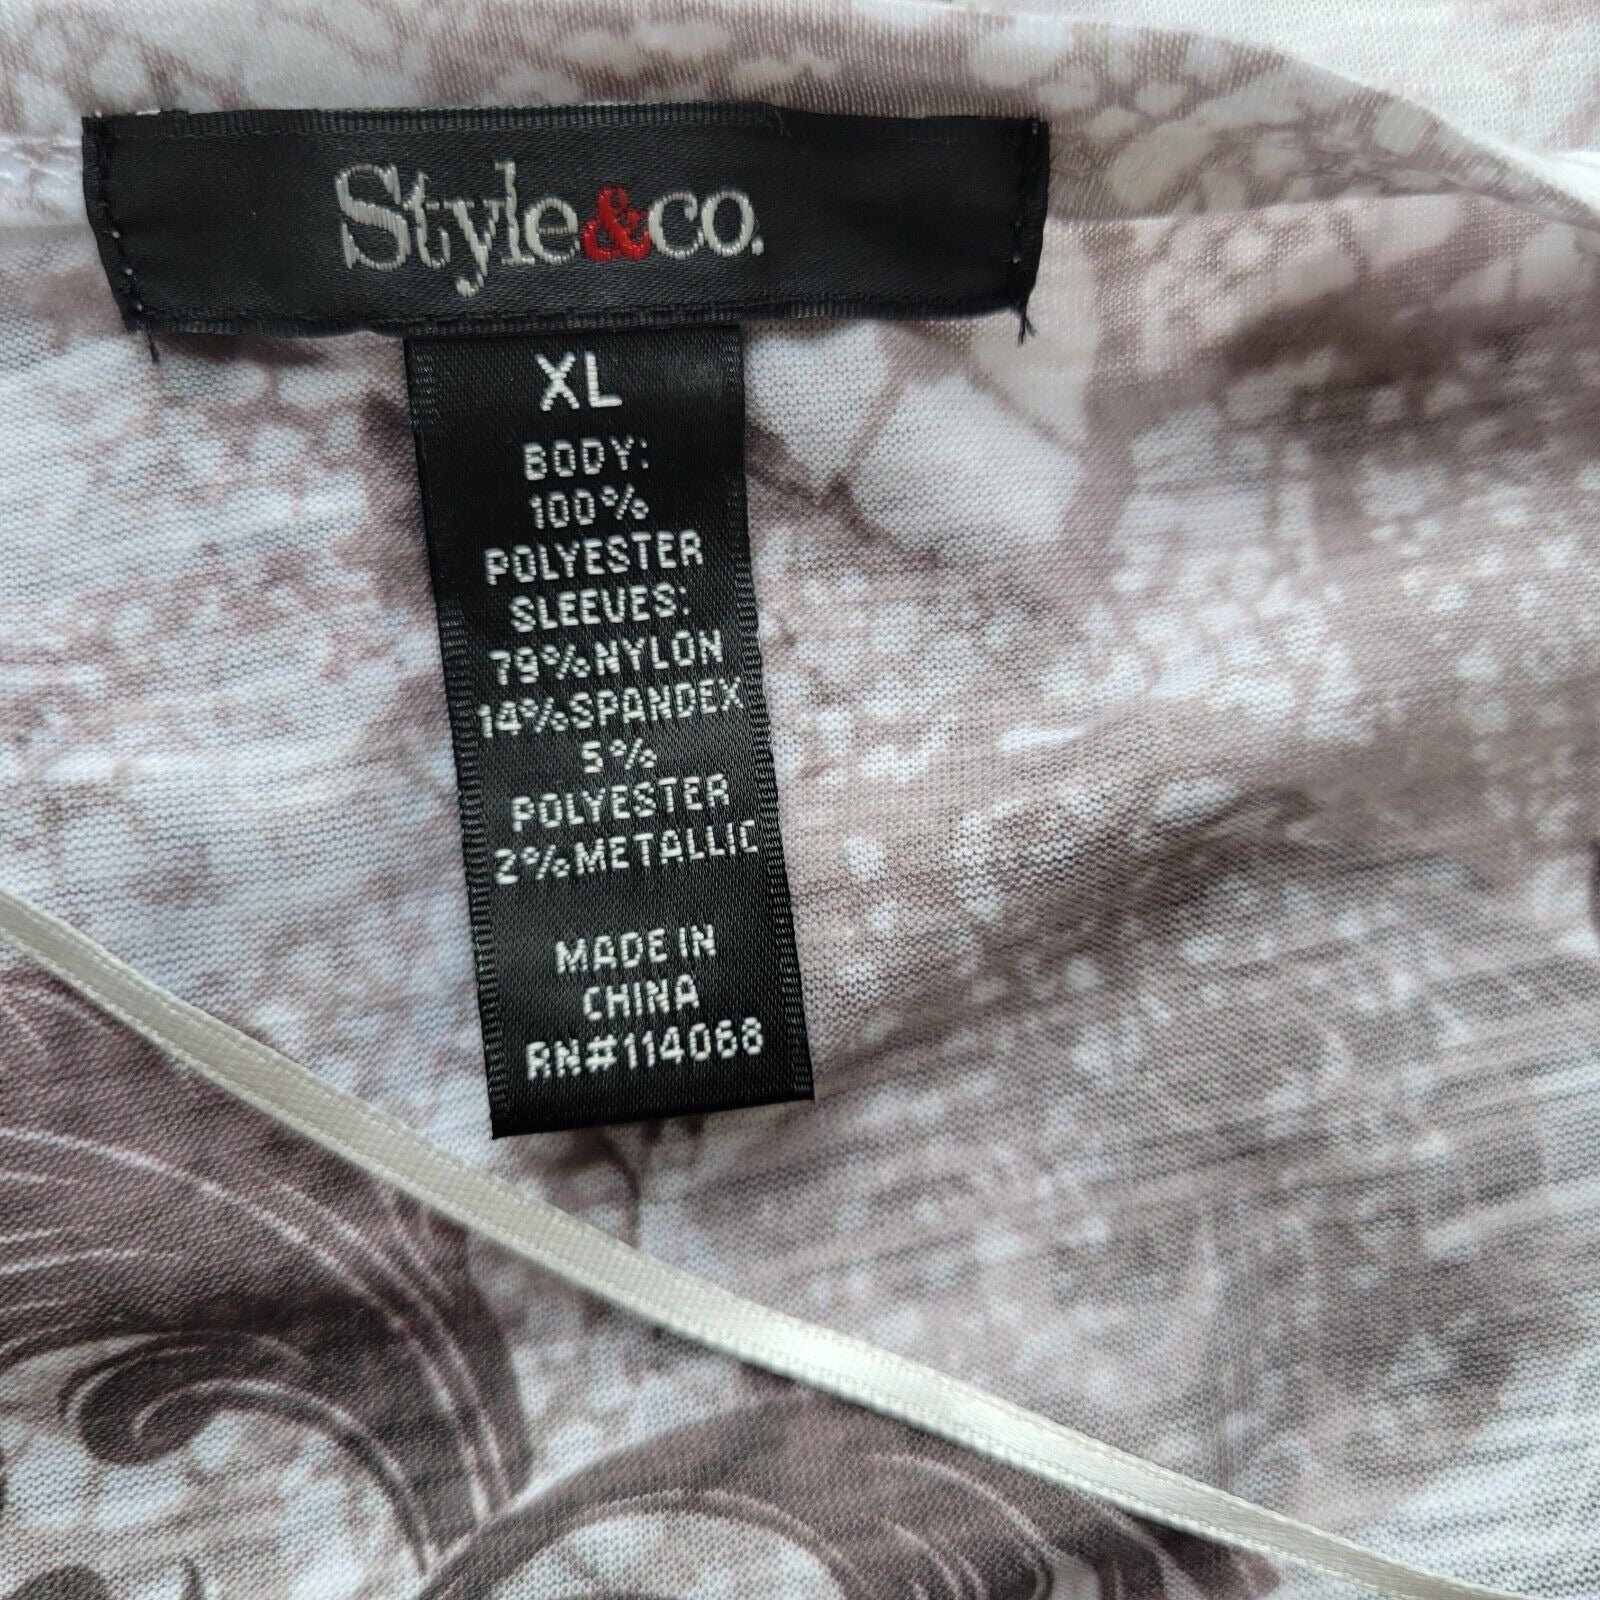 Style&co.
XL
BODY:
100%
POLYESTER
SLEEVES:
79%NYLON
14%SPANDEX
5%
POLYESTER
2%METALLIC
MADE IN
CHINA
RN#114068